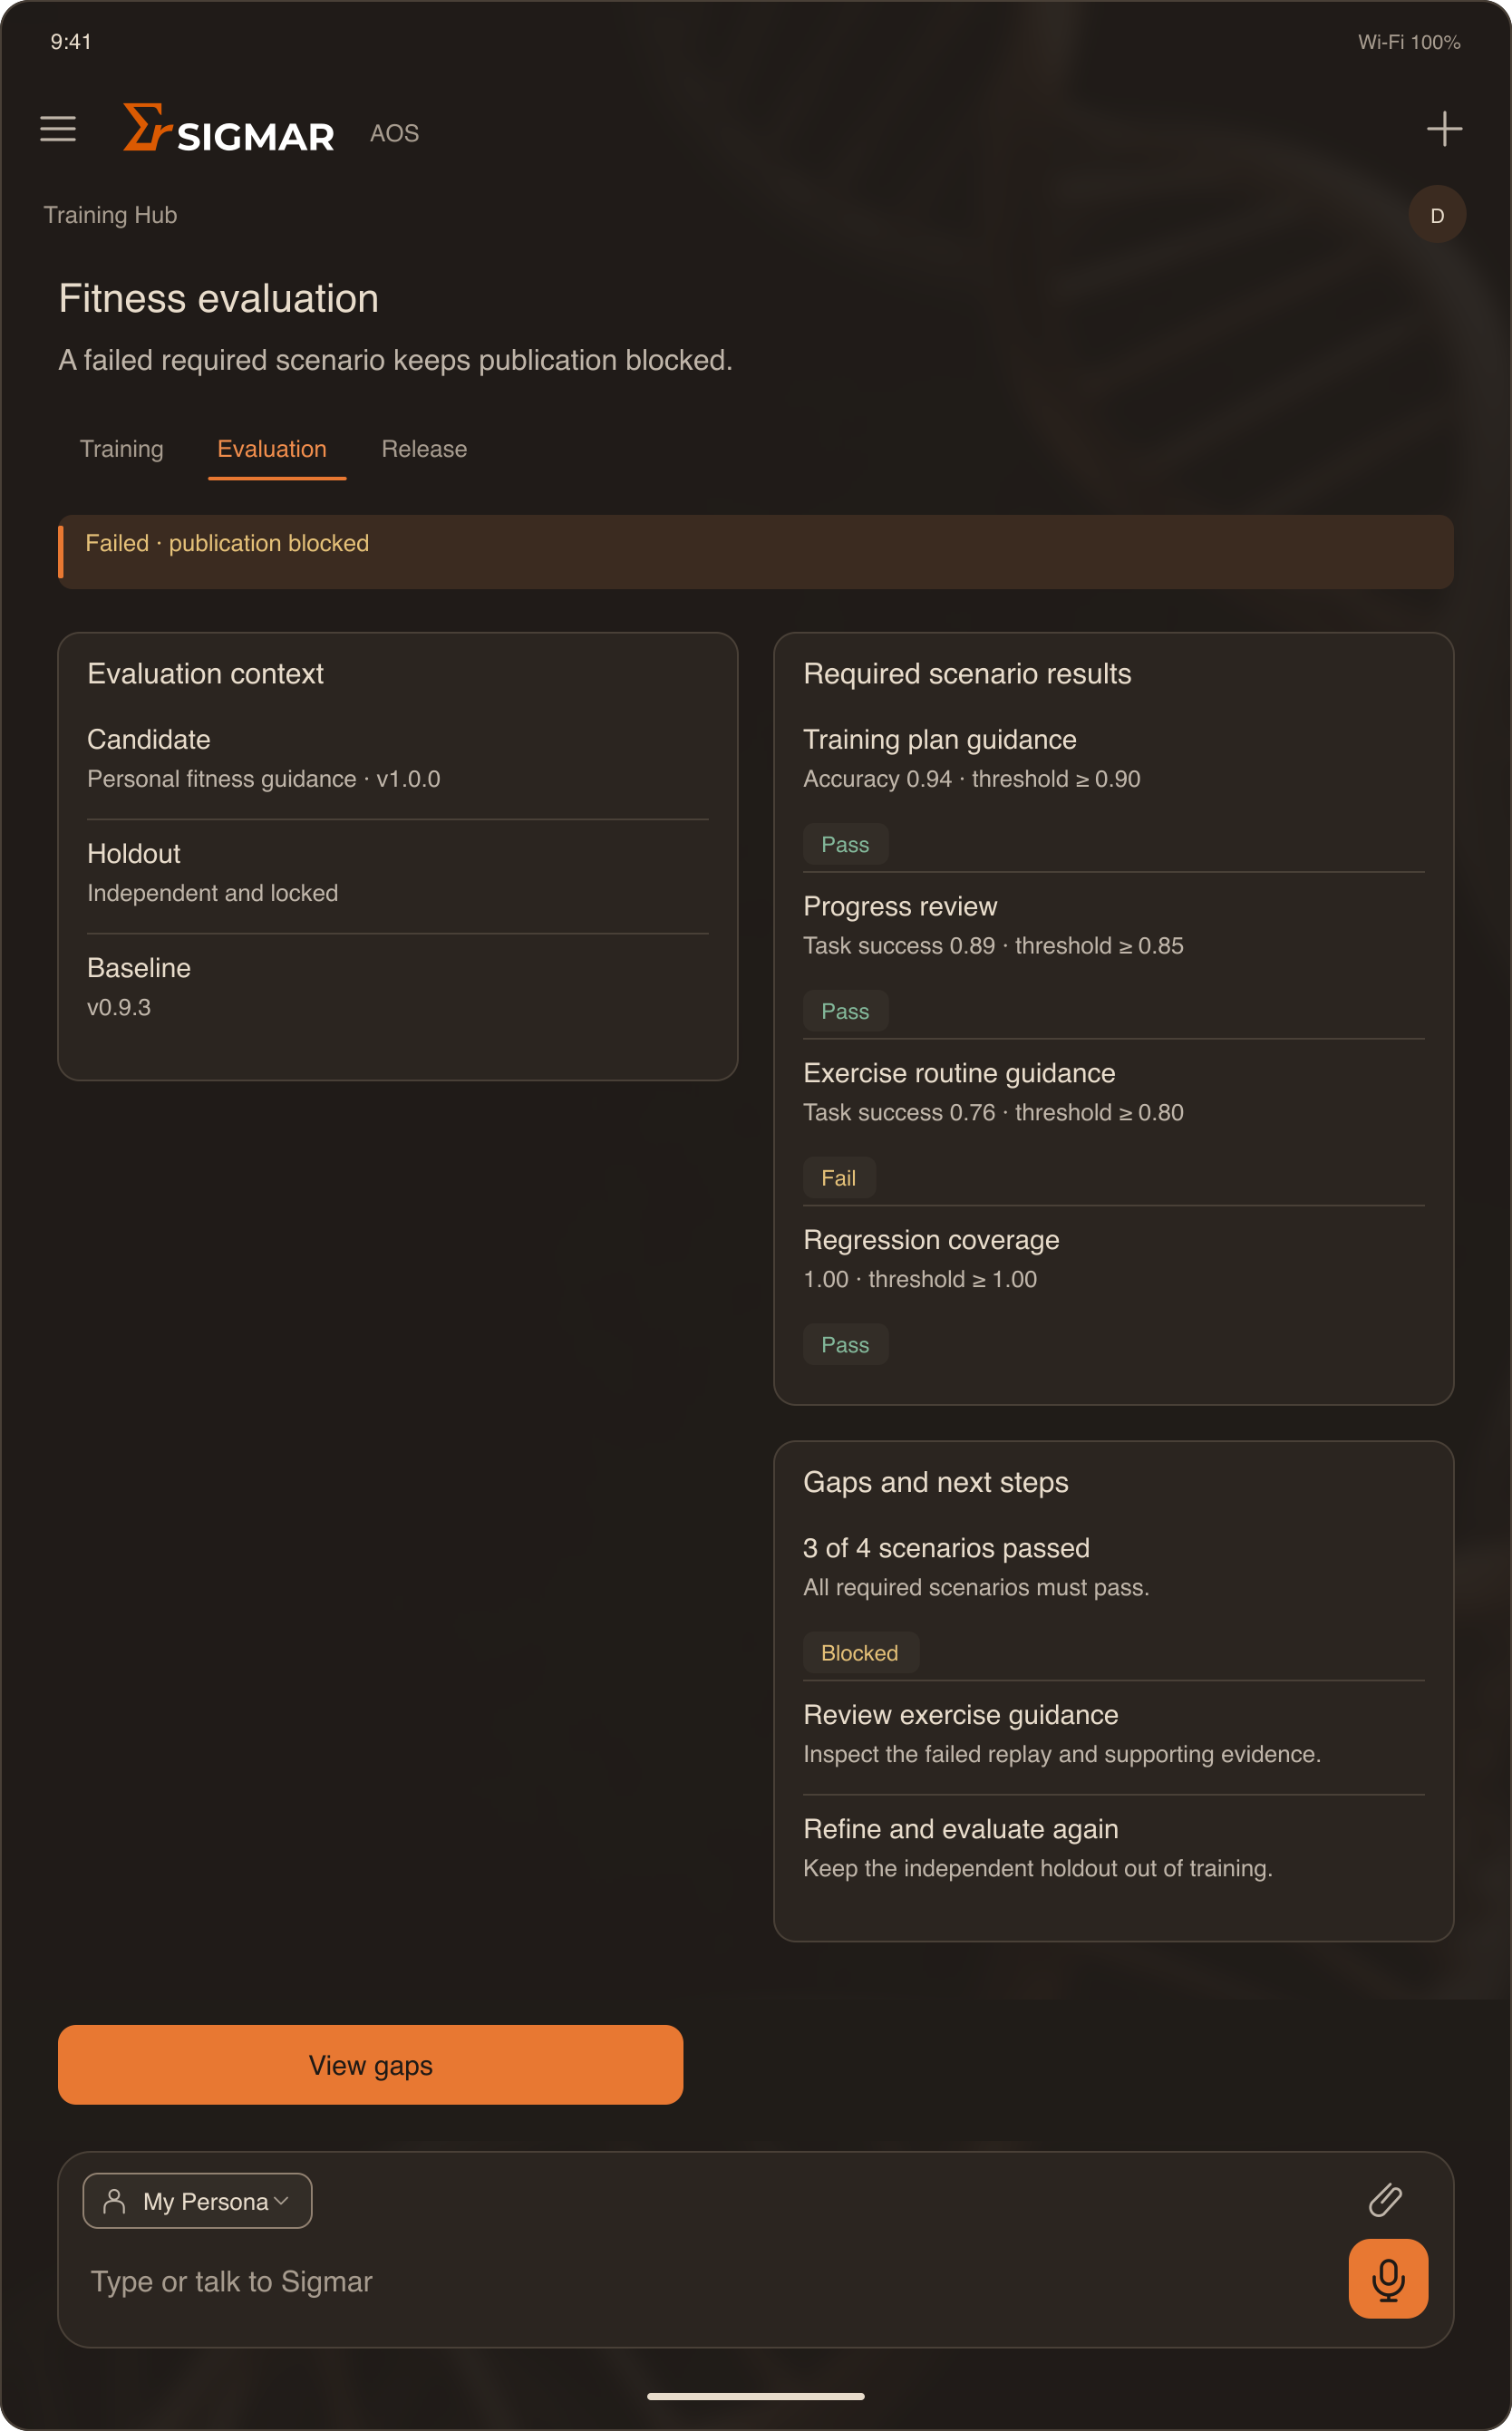 9:41
Wi-Fi 100%
Σr SIGMAR
AOS
Training Hub
D
Fitness evaluation
A failed required scenario keeps publication blocked.
Training
Evaluation
Release
Failed · publication blocked
Evaluation context
Candidate
Personal fitness guidance · v1.0.0
Holdout
Independent and locked
Baseline
v0.9.3
Required scenario results
Training plan guidance
Accuracy 0.94 · threshold ≥ 0.90
Pass
Progress review
Task success 0.89 · threshold ≥ 0.85
Pass
Exercise routine guidance
Task success 0.76 · threshold ≥ 0.80
Fail
Regression coverage
1.00 · threshold ≥ 1.00
Pass
Gaps and next steps
3 of 4 scenarios passed
All required scenarios must pass.
Blocked
Review exercise guidance
Inspect the failed replay and supporting evidence.
Refine and evaluate again
Keep the independent holdout out of training.
View gaps
My Persona
Type or talk to Sigmar